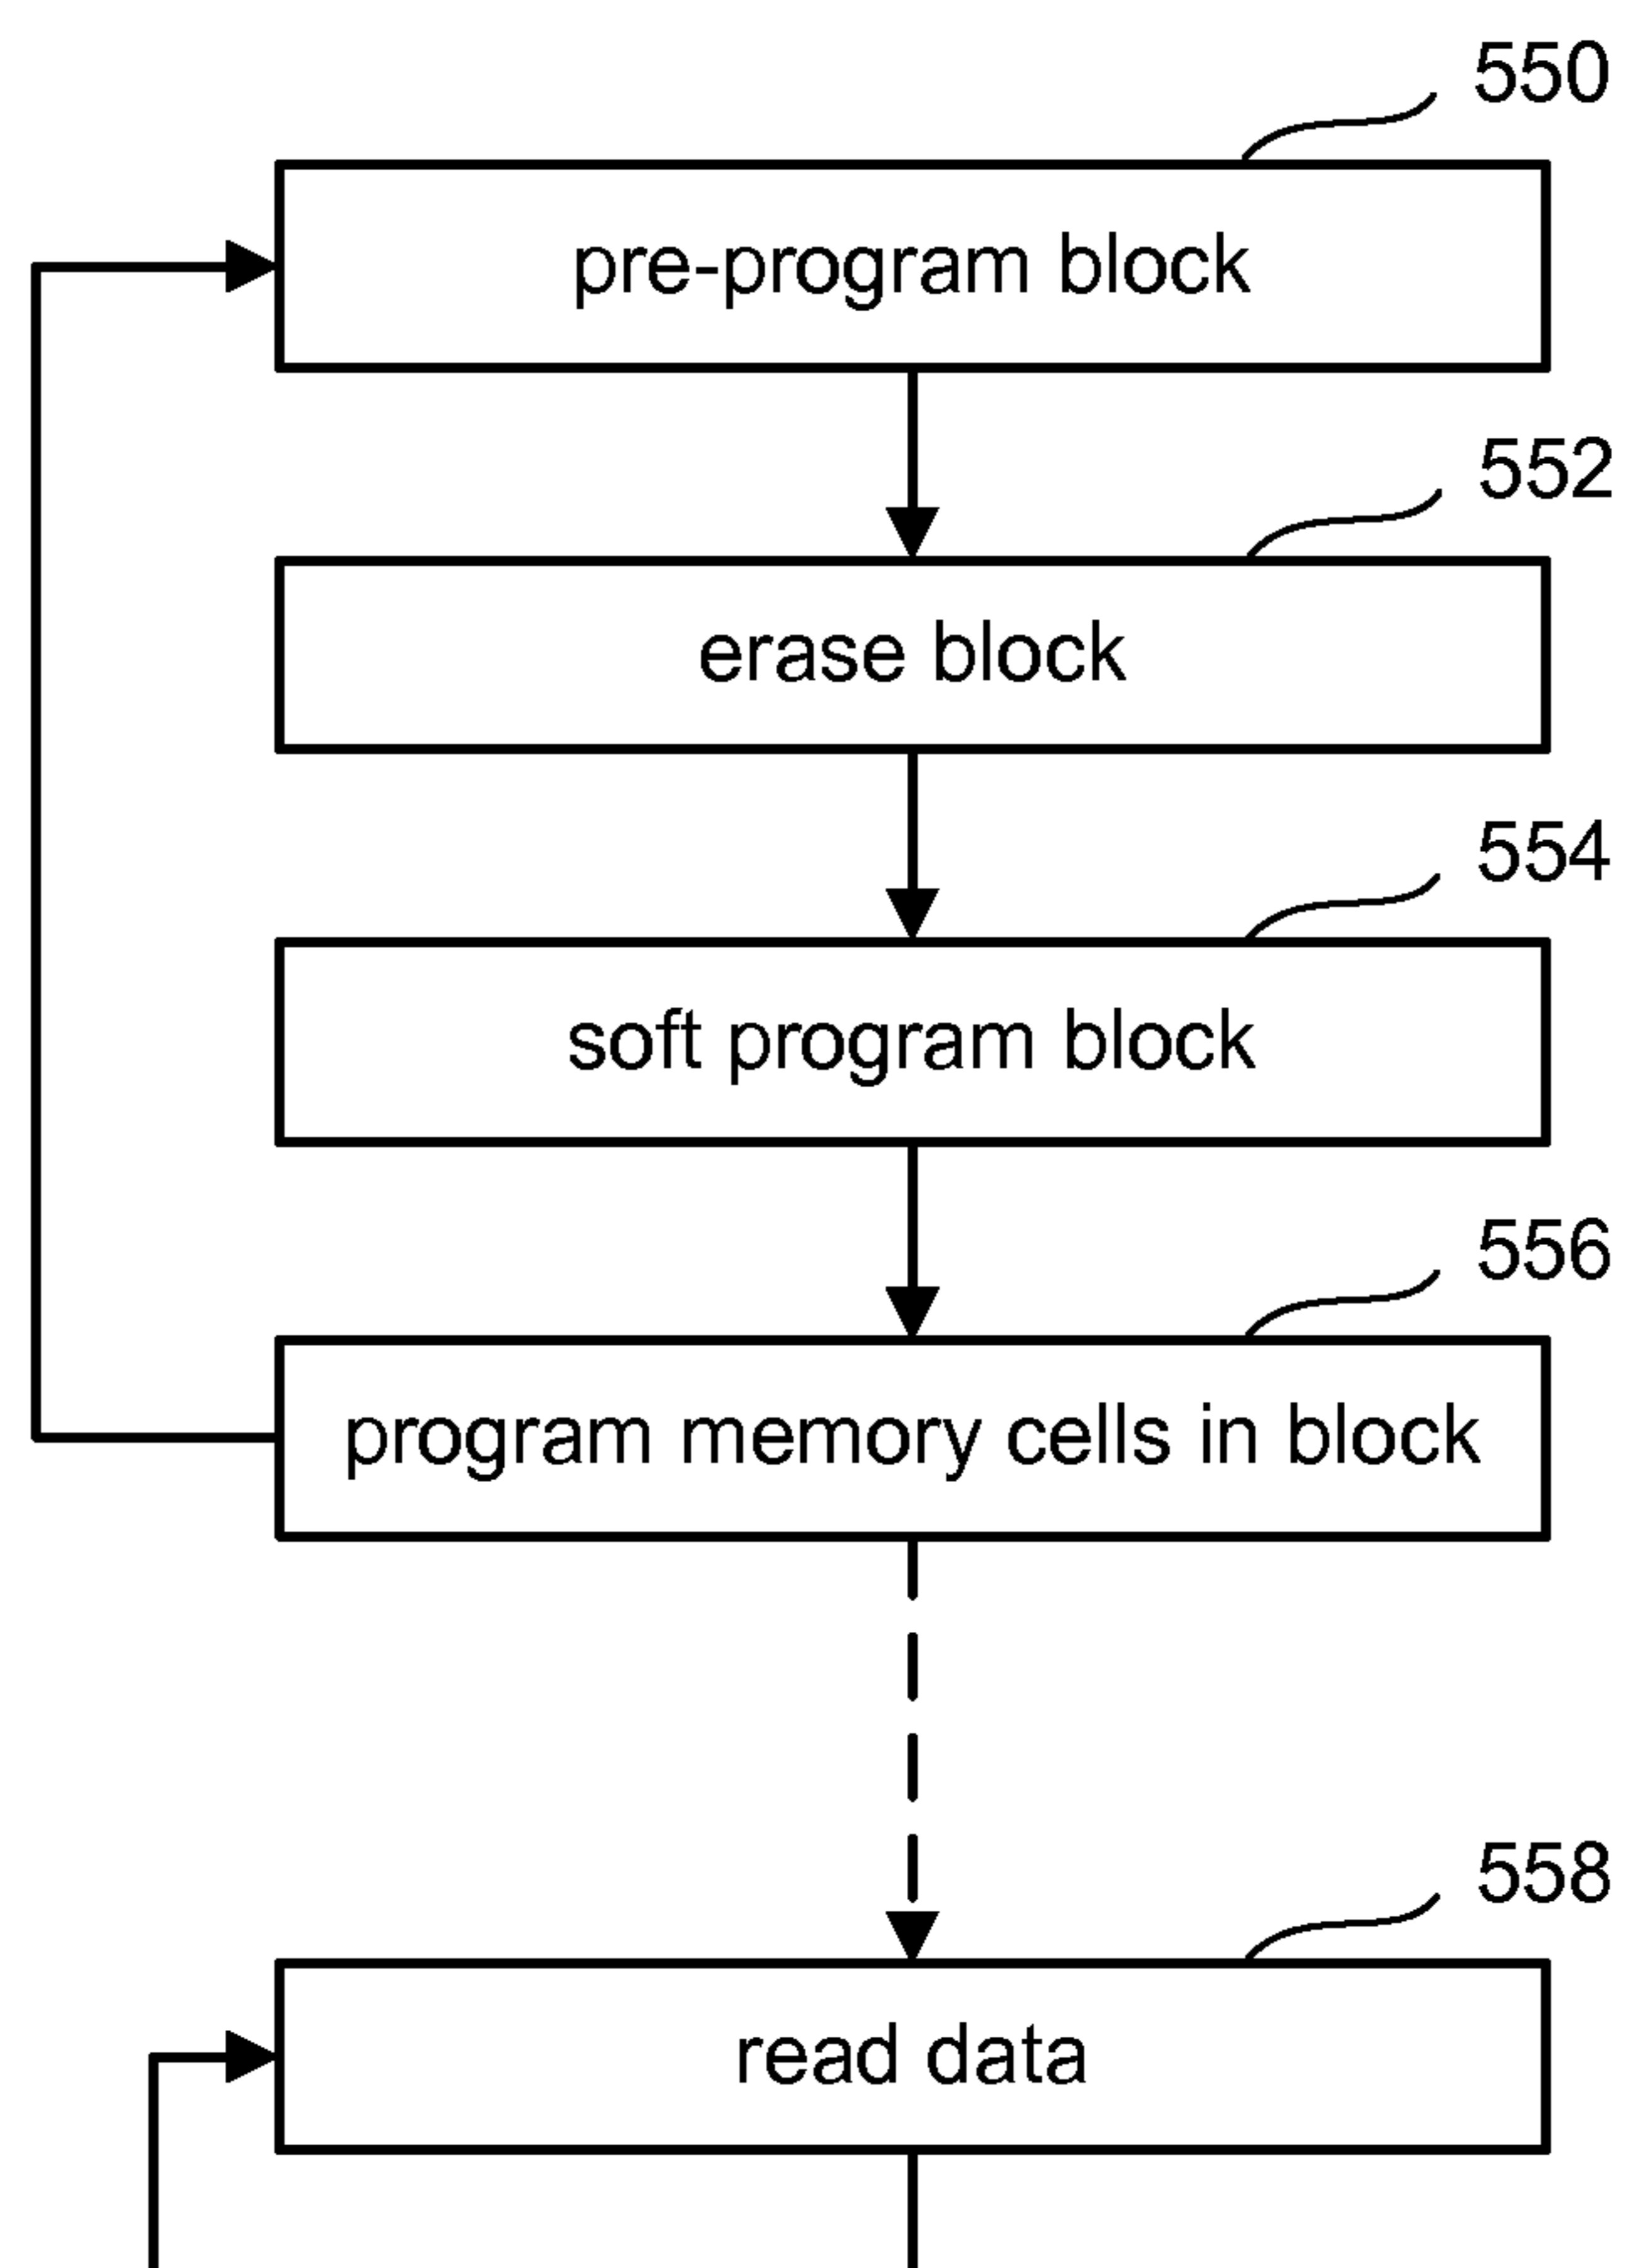 550
pre-program block
552
erase block
554
soft program block
556
program memory cells in block
558
read data